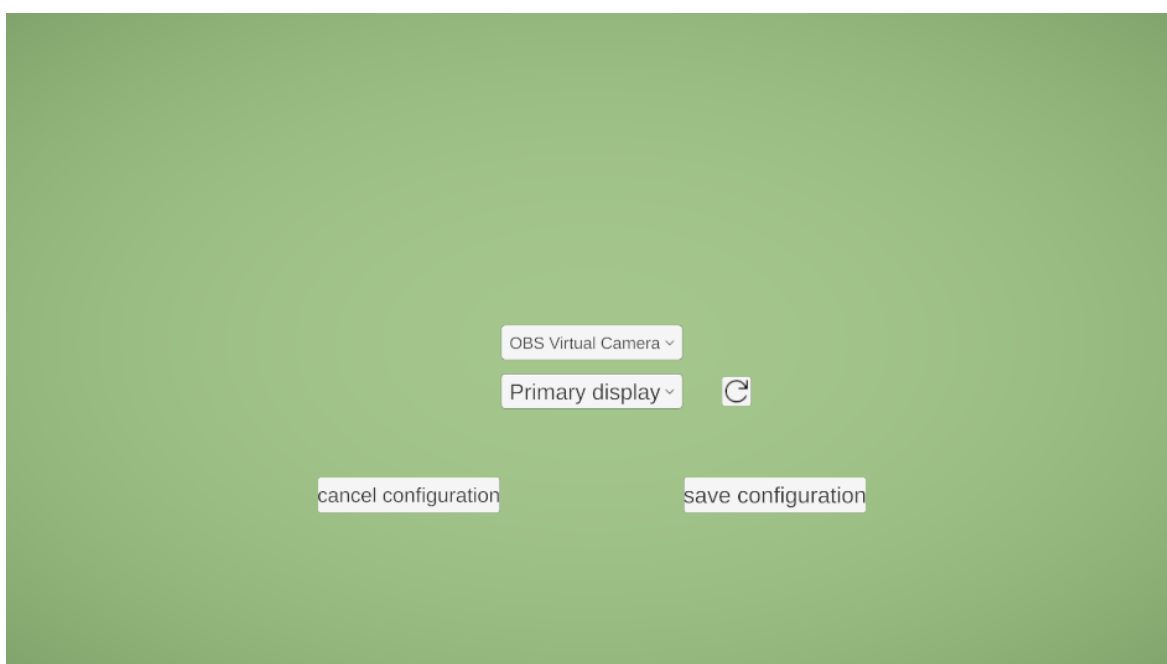 OBS Virtual Camera
Primary display
cancel configuration
save configuration